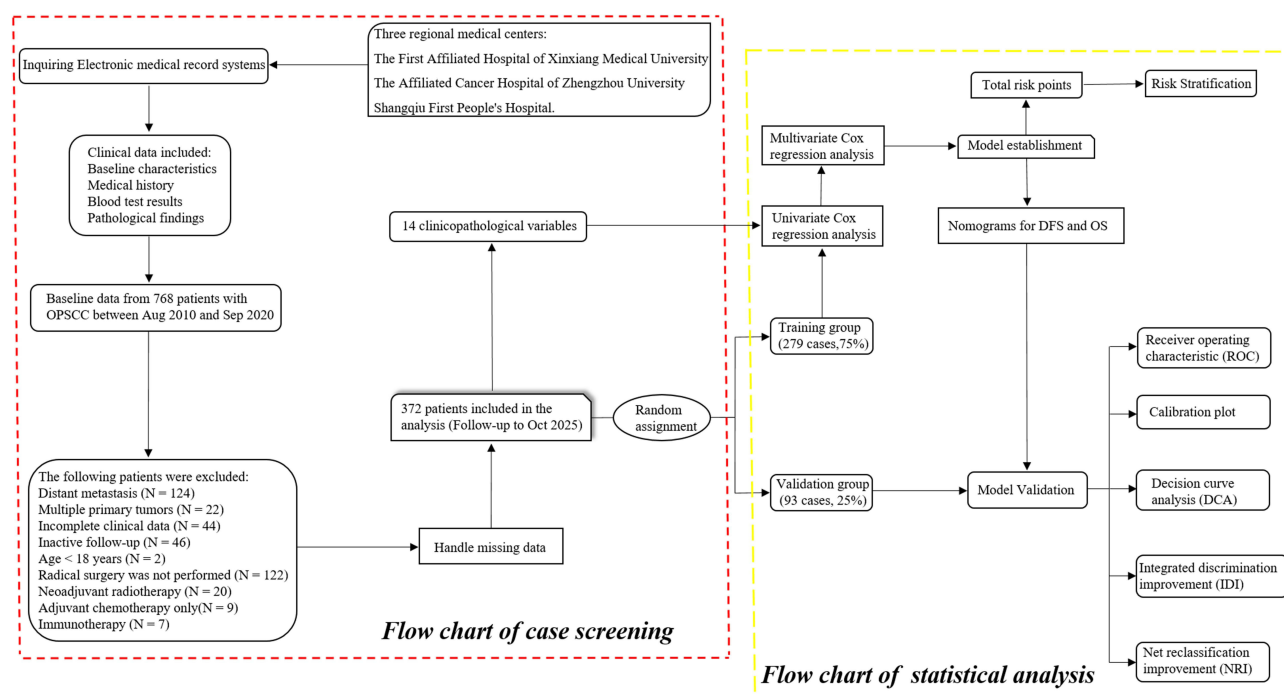 Three regional medical centers:
The First Affiliated Hospital of Xinxiang Medical University
The Affiliated Cancer Hospital of Zhengzhou University
Shangqiu First People's Hospital.
Inquiring Electronic medical record systems
Clinical data included:
Baseline characteristics
Medical history
Blood test results
Pathological findings
Baseline data from 768 patients with
OPSCC between Aug 2010 and Sep 2020
The following patients were excluded:
Distant metastasis (N = 124)
Multiple primary tumors (N = 22)
Incomplete clinical data (N = 44)
Inactive follow-up (N = 46)
Age < 18 years (N = 2)
Radical surgery was not performed (N = 122)
Neoadjuvant radiotherapy (N = 20)
Adjuvant chemotherapy only(N = 9)
Immunotherapy (N = 7)
Handle missing data
372 patients included in the
analysis (Follow-up to Oct 2025)
14 clinicopathological variables
Random
assignment
Flow chart of case screening
Training group
(279 cases,75%)
Validation group
(93 cases, 25%)
Univariate Cox
regression analysis
Multivariate Cox
regression analysis
Model establishment
Total risk points
Risk Stratification
Nomograms for DFS and OS
Model Validation
Receiver operating
characteristic (ROC)
Calibration plot
Decision curve
analysis (DCA)
Integrated discrimination
improvement (IDI)
Net reclassification
improvement (NRI)
Flow chart of statistical analysis